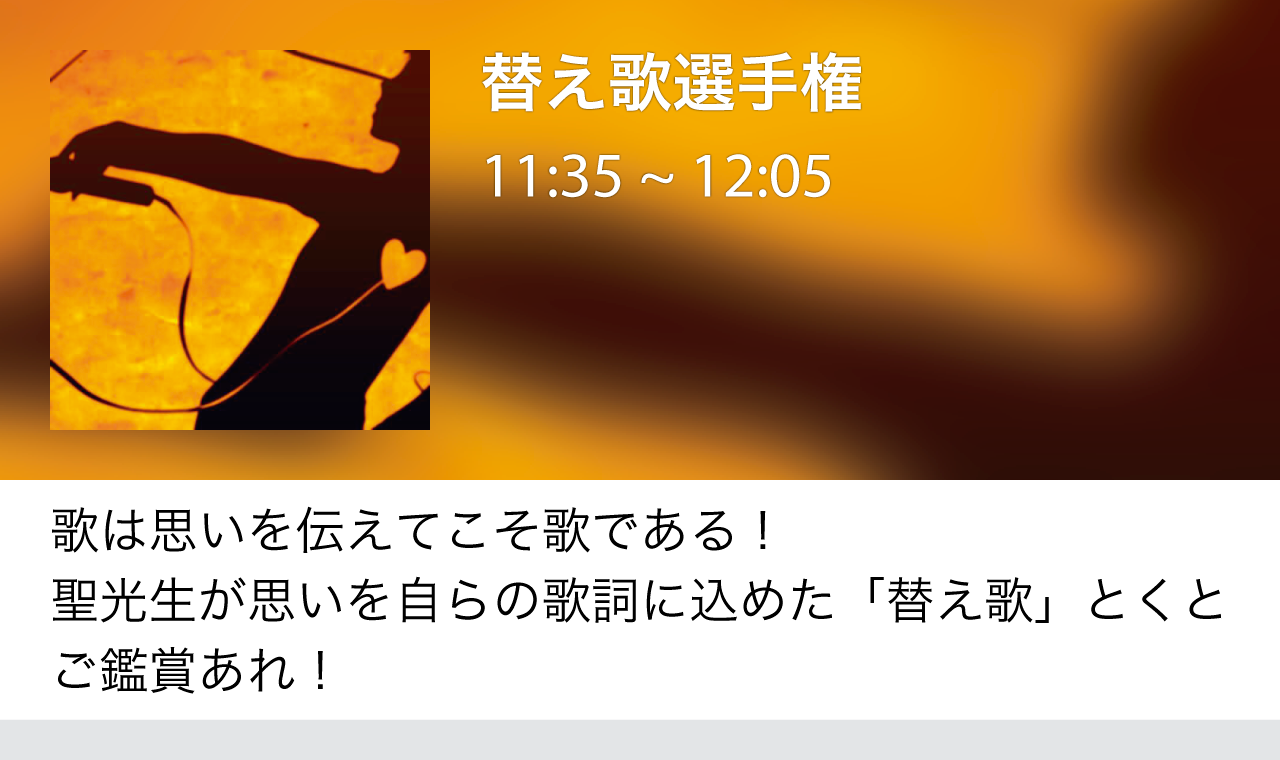 替え歌選手権
11:35 ~ 12:05
歌は思いを伝えてこそ歌である！
聖光生が思いを自らの歌詞に込めた「替え歌」とくと
ご鑑賞あれ！